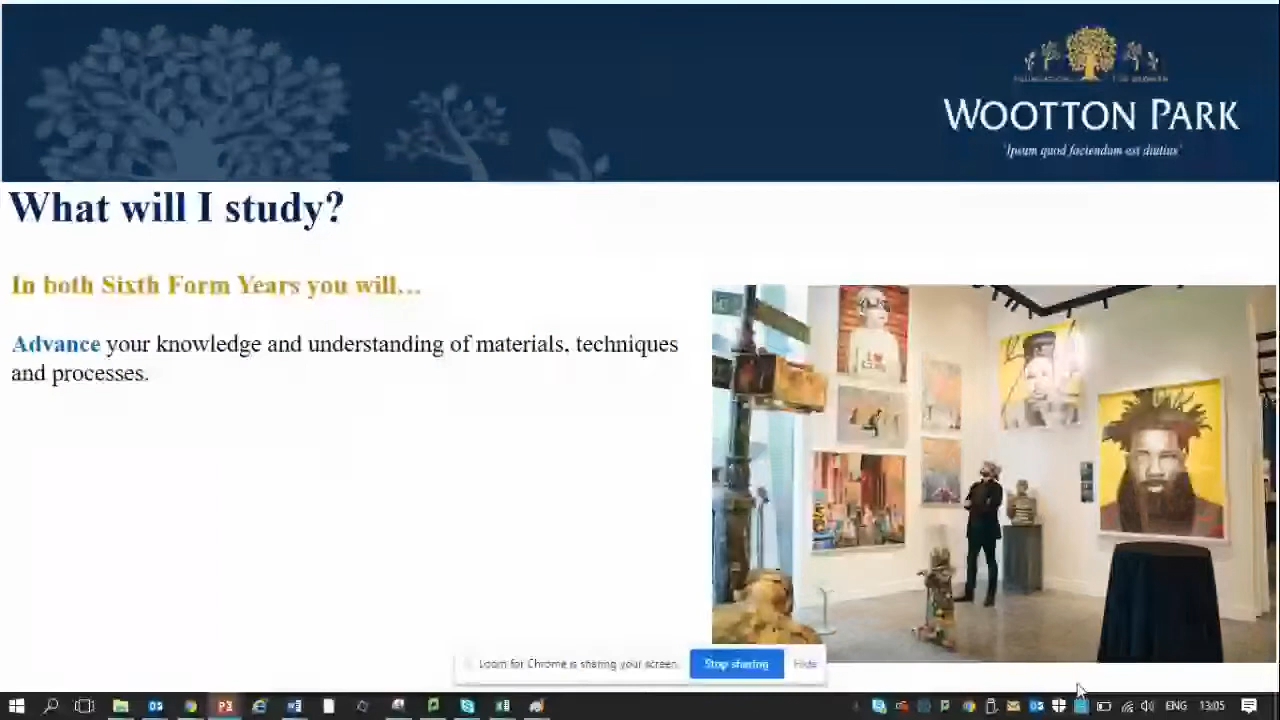 WOOTTON PARK
'Ipsum quod faciendum est diutius'
What will I study?
In both Sixth Form Years you will...
Advance your knowledge and understanding of materials, techniques
and processes.
Loom for Chrome is sharing your screen.
Stop sharing
Hide
ENG
13:05